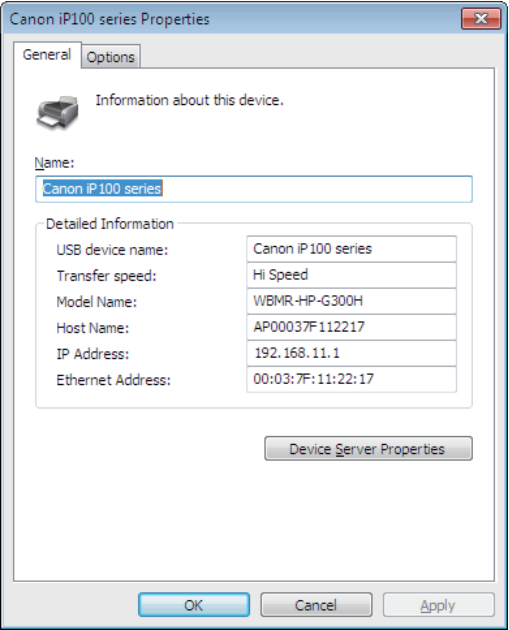 Canon iP100 series Properties
General Options
Information about this device.
Name:
Canon iP100 series
Detailed Information
USB device name: Canon iP100 series
Transfer speed: Hi Speed
Model Name: WBMR-HP-G300H
Host Name: AP00037F112217
IP Address: 192.168.11.1
Ethernet Address: 00:03:7F:11:22:17
Device Server Properties
OK Cancel Apply